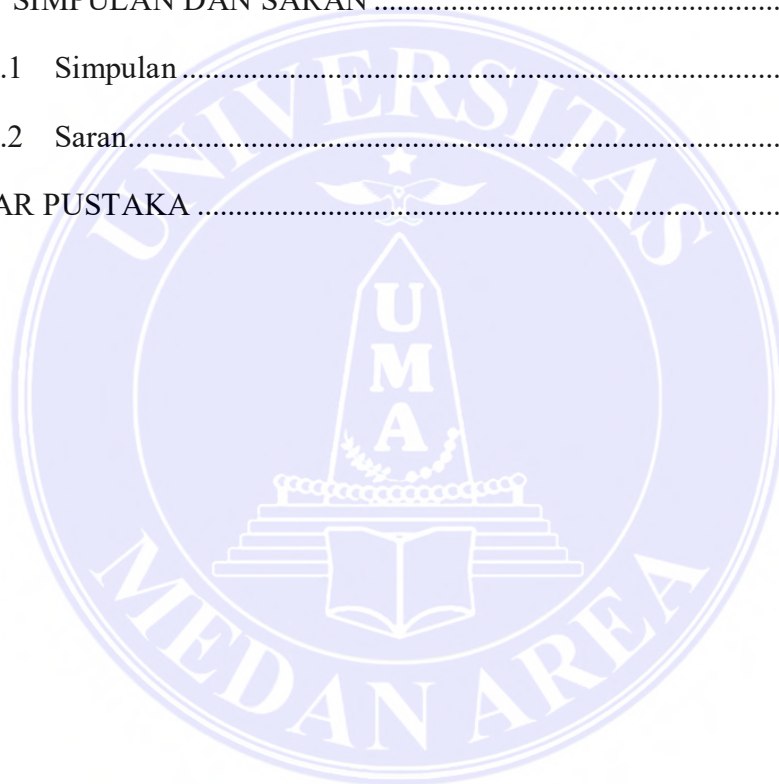 SIMPULAN DAN SARAN ................................................
.1 Simpulan ........................................................................
.2 Saran..............................................................................
AR PUSTAKA .......................................................................
UNIVERSITAS
U
M
A
MEDAN AREA